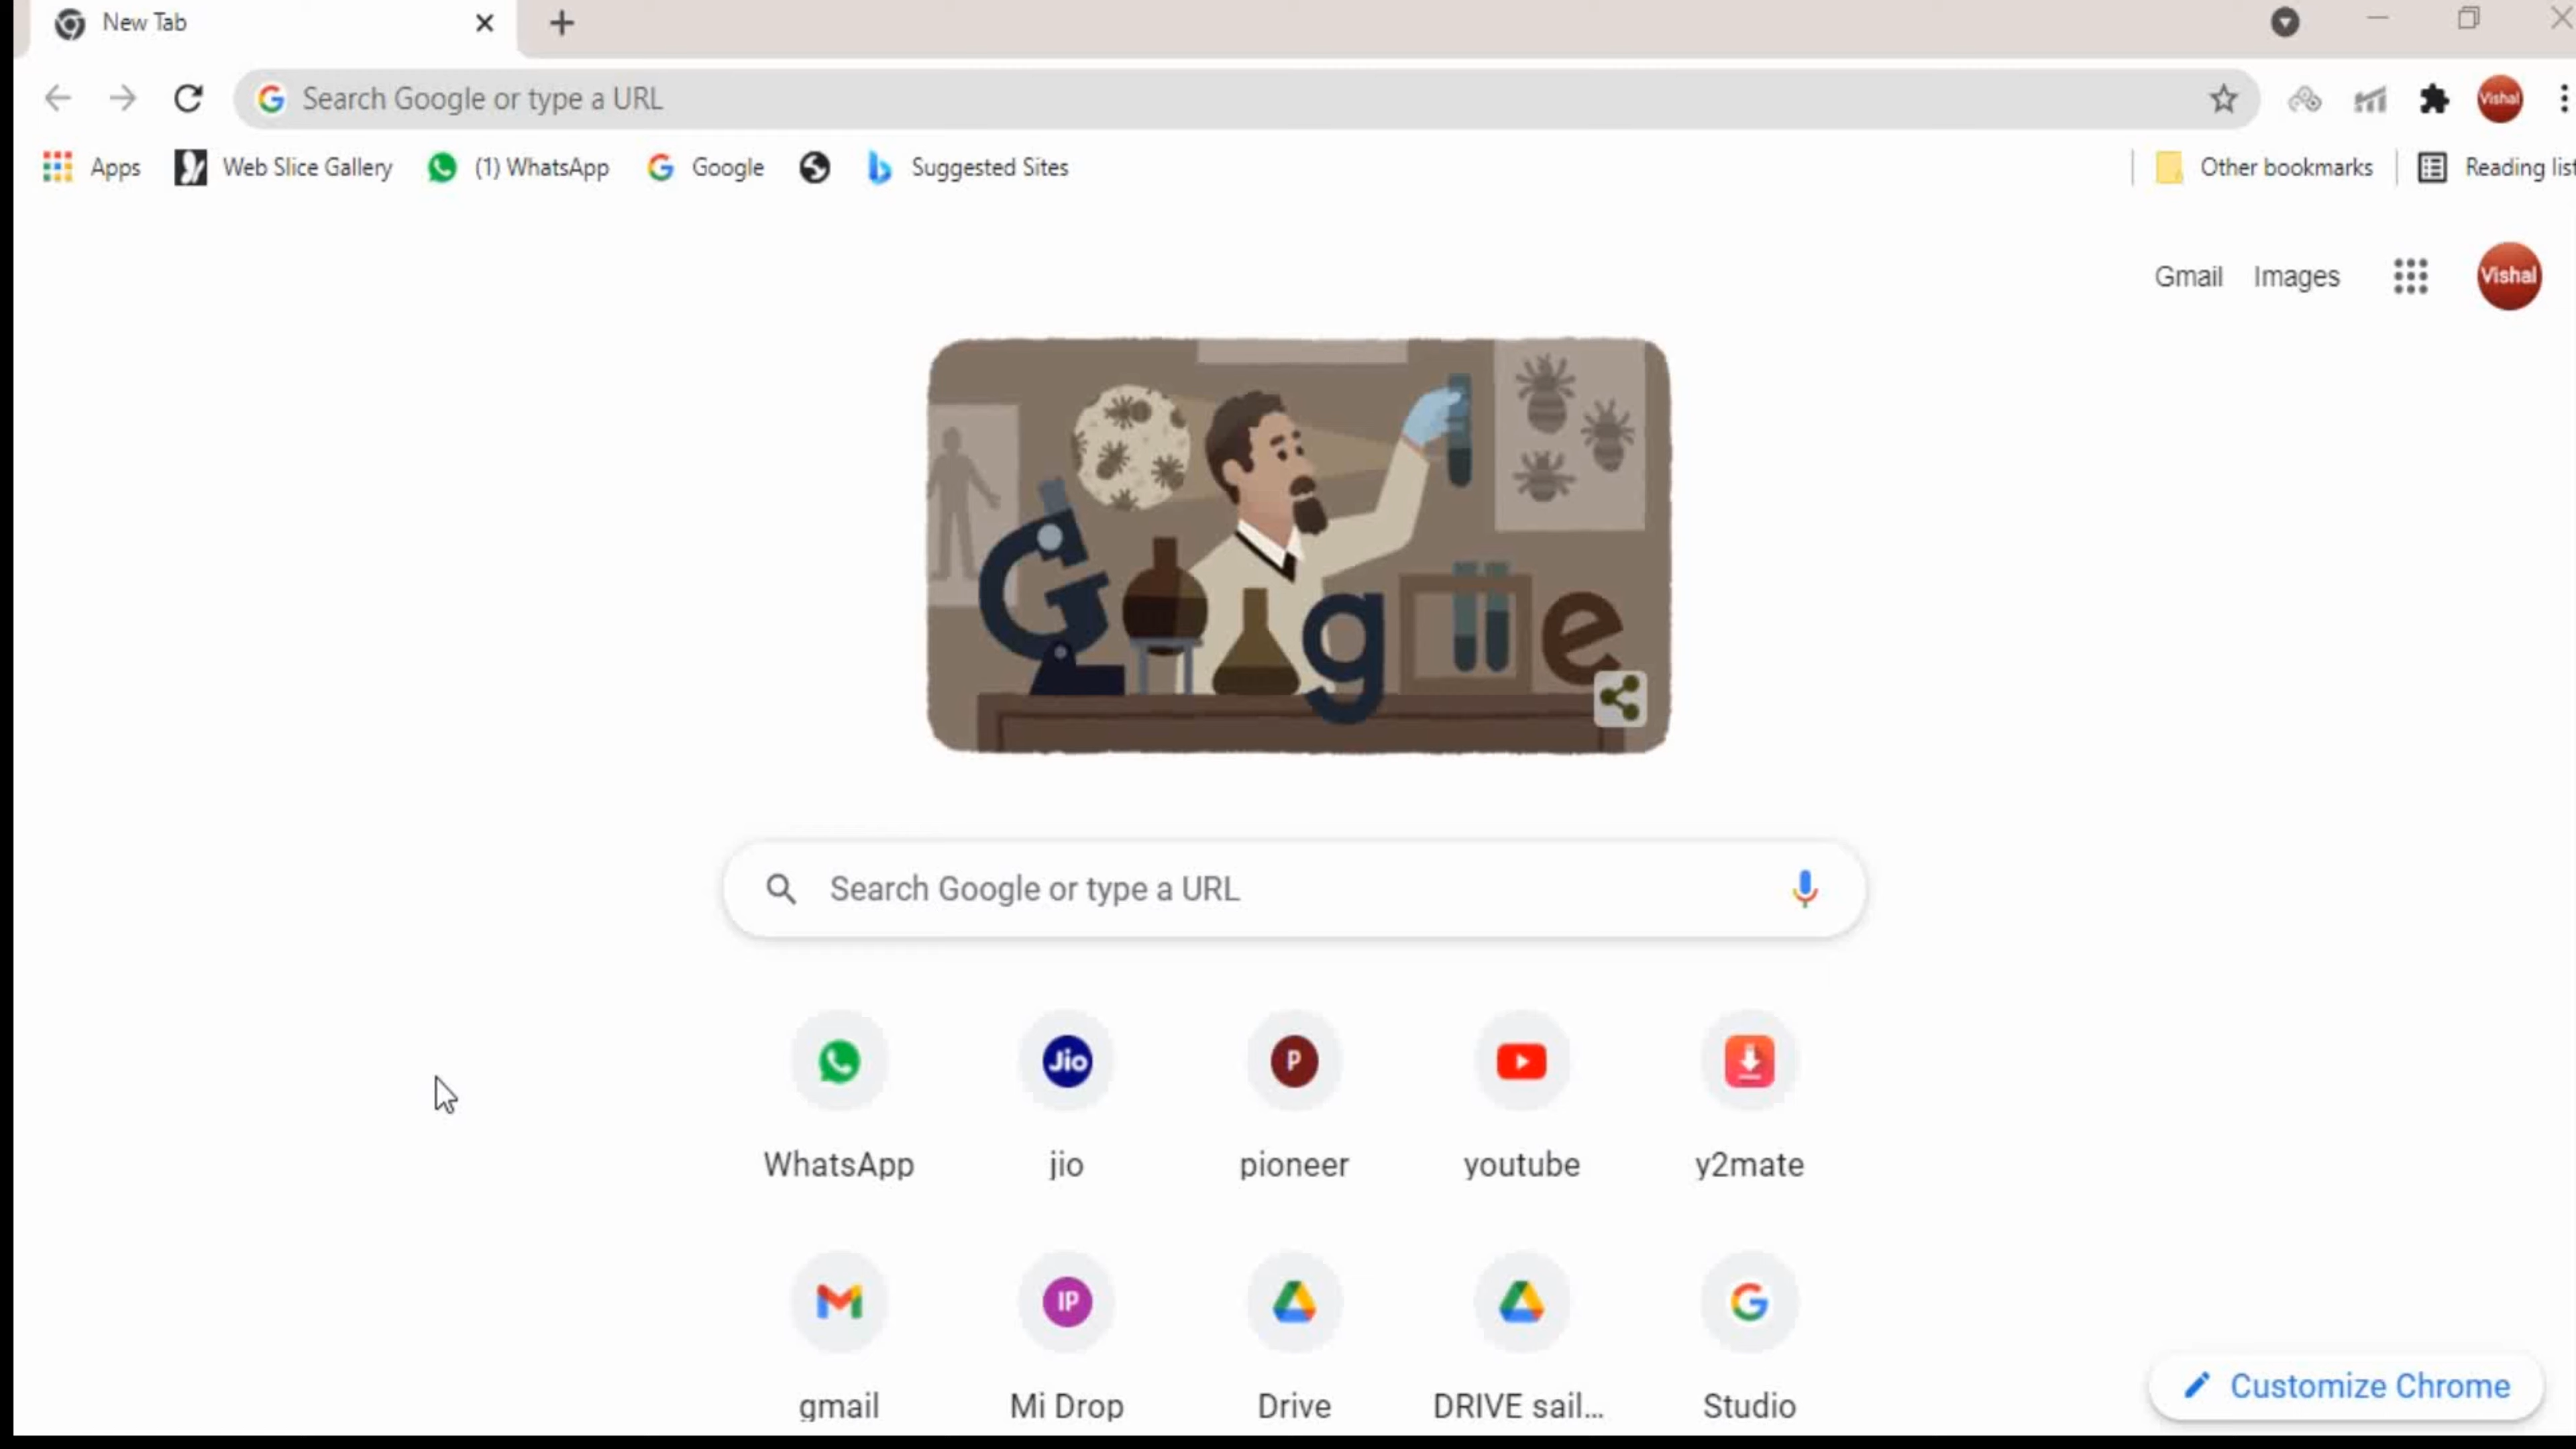 New Tab
Search Google or type a URL
Vishal
Apps
Web Slice Gallery
(1) WhatsApp
Google
Suggested Sites
Other bookmarks
Reading list
Gmail
Images
Vishal
G g e
Search Google or type a URL
Jio
P
WhatsApp
jio
pioneer
youtube
y2mate
IP
gmail
Mi Drop
Drive
DRIVE sail...
Studio
Customize Chrome